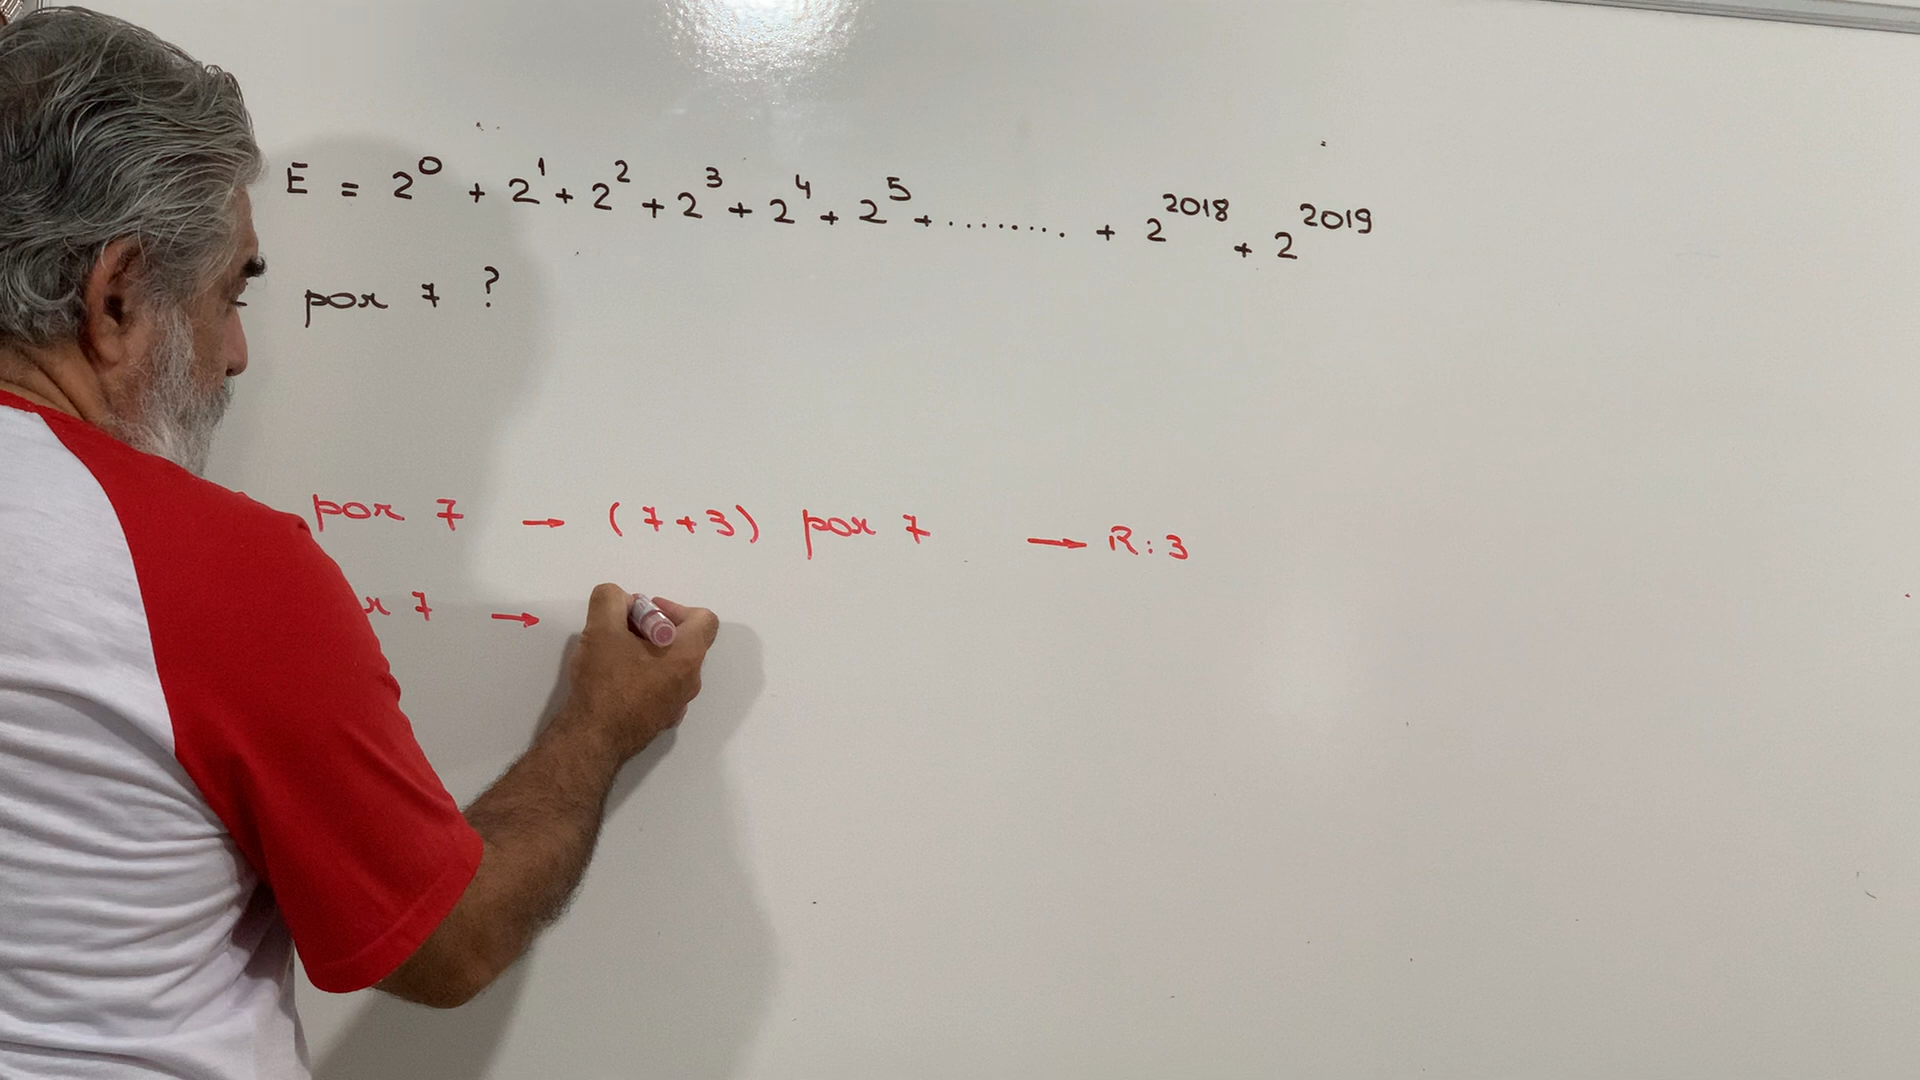 E = 2⁰ + 2¹ + 2² + 2³ + 2⁴ + 2⁵ + ......... + 2²⁰¹⁸ + 2²⁰¹⁹
por 7 ?
por 7 → (7+3) por 7 → R: 3
r 7 →